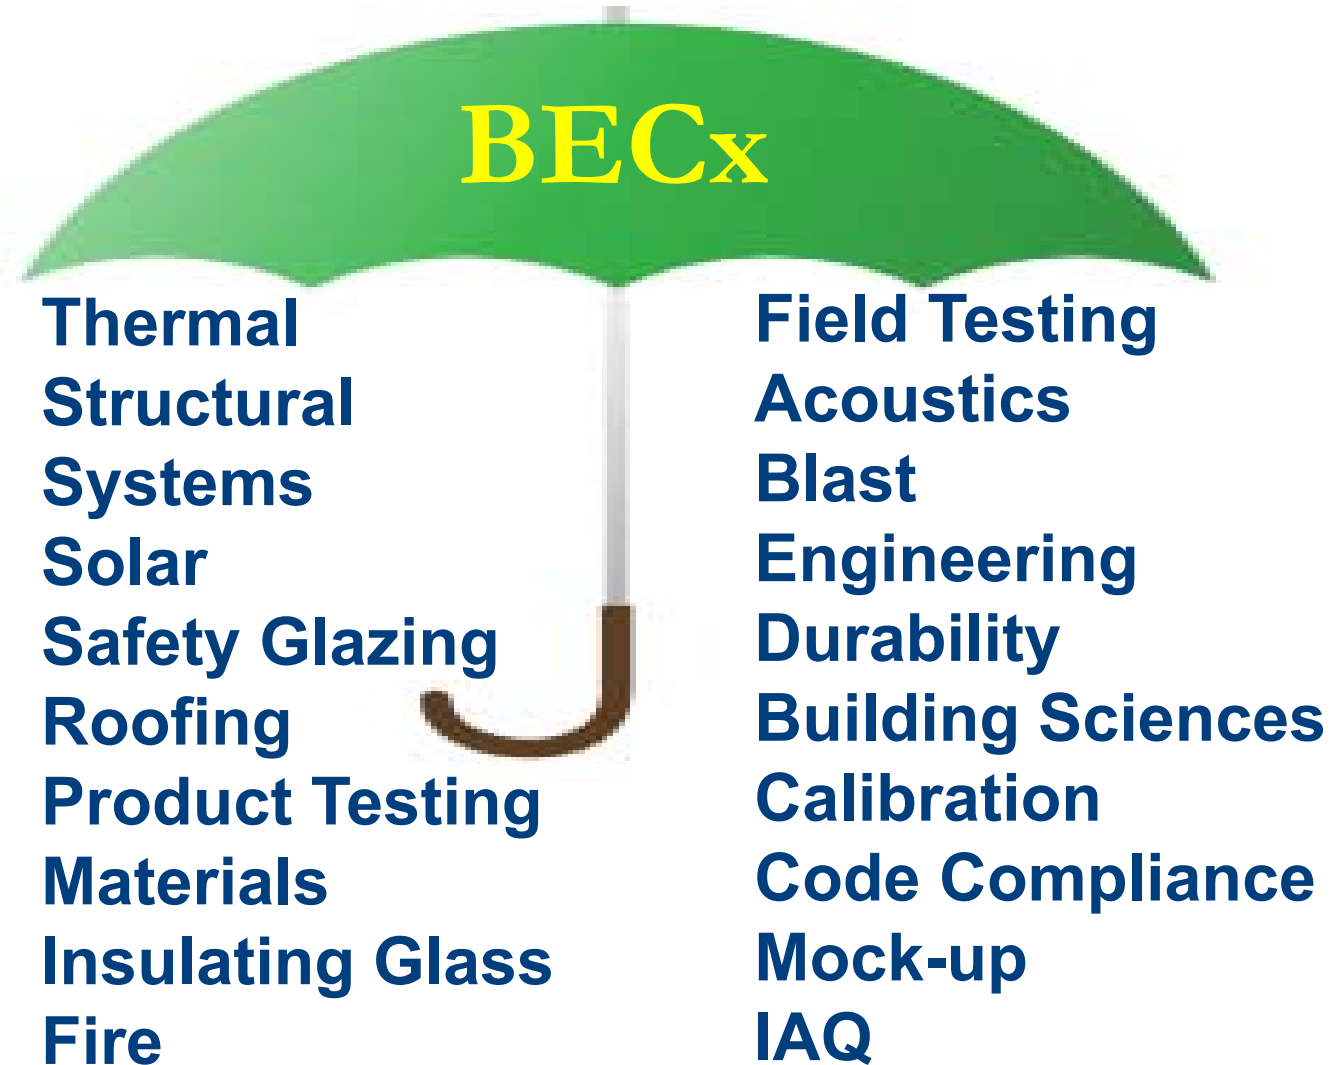 BECx
Thermal
Structural
Systems
Solar
Safety Glazing
Roofing
Product Testing
Materials
Insulating Glass
Fire
Field Testing
Acoustics
Blast
Engineering
Durability
Building Sciences
Calibration
Code Compliance
Mock-up
IAQ